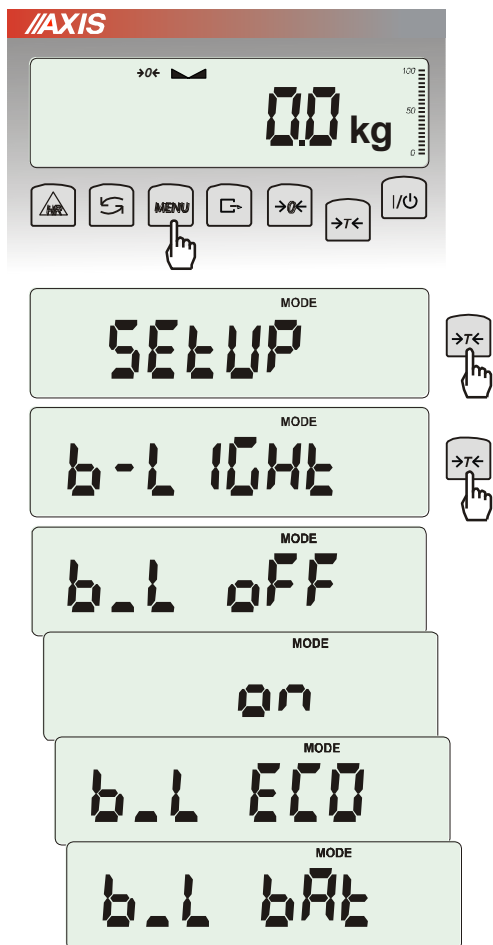 //AXIS
→0←
100
0.0 kg
50
0
HR MENU →0← →T← I/⏻
MODE
SEtUP
→T←
MODE
b-LIGHt
→T←
MODE
b_L oFF
MODE
on
MODE
b_L ECO
MODE
b_L bAt